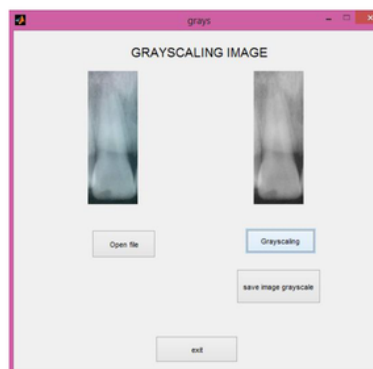 grays
GRAYSCALING IMAGE
Open file
Grayscaling
save image grayscale
exit